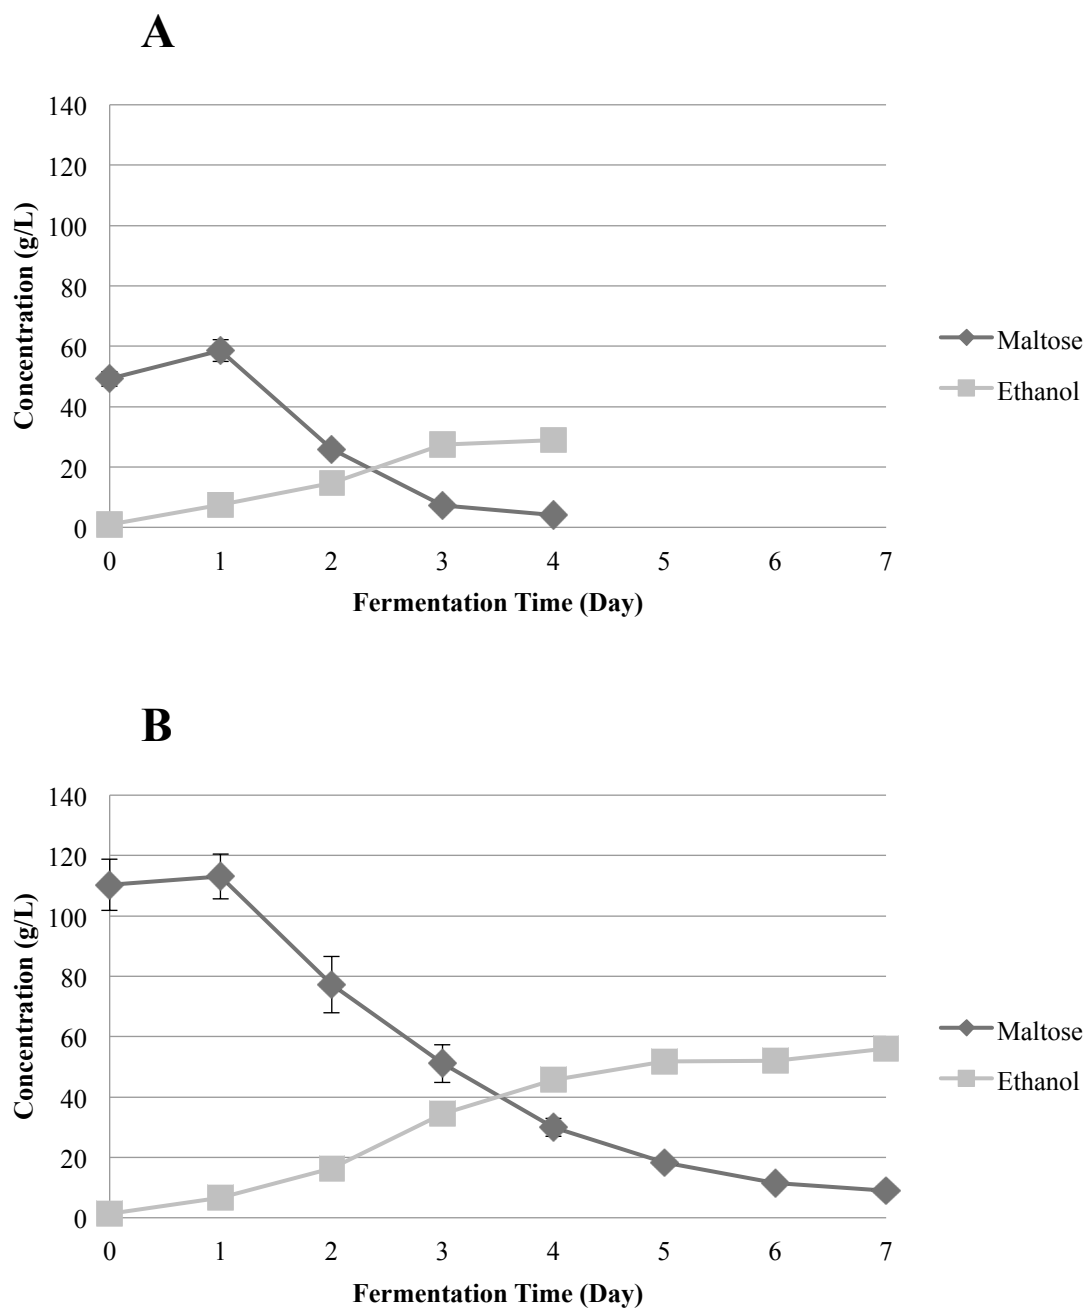 A
140
120
100
80
60
40
20
0
Concentration (g/L)
0 1 2 3 4 5 6 7
Fermentation Time (Day)
Maltose
Ethanol
B
140
120
100
80
60
40
20
0
Concentration (g/L)
0 1 2 3 4 5 6 7
Fermentation Time (Day)
Maltose
Ethanol